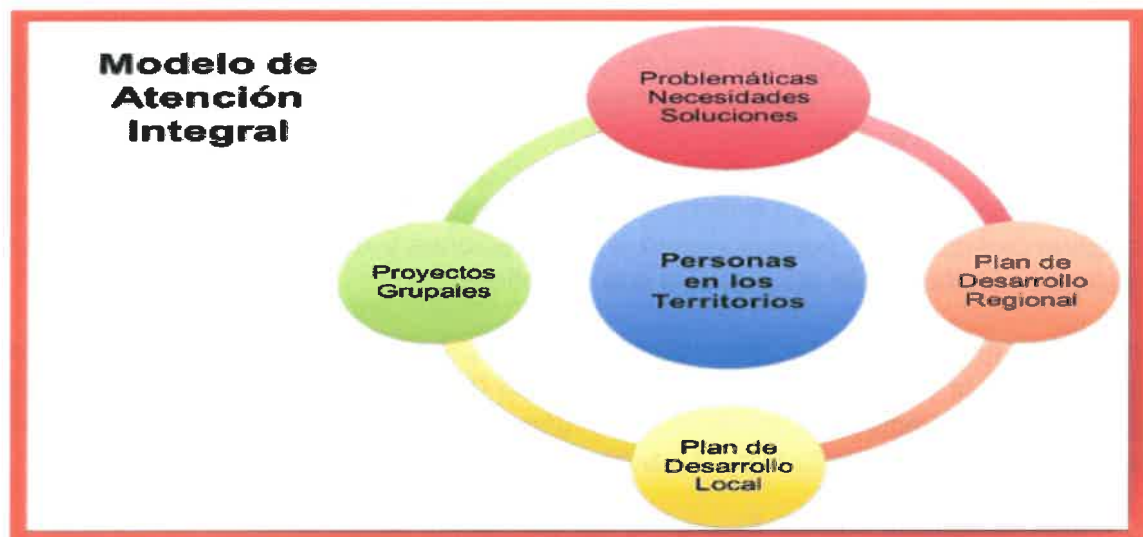 Modelo de
Atención
Integral
Problemáticas
Necesidades
Soluciones
Proyectos
Grupales
Personas
en los
Territorios
Plan de
Desarrollo
Regional
Plan de
Desarrollo
Local